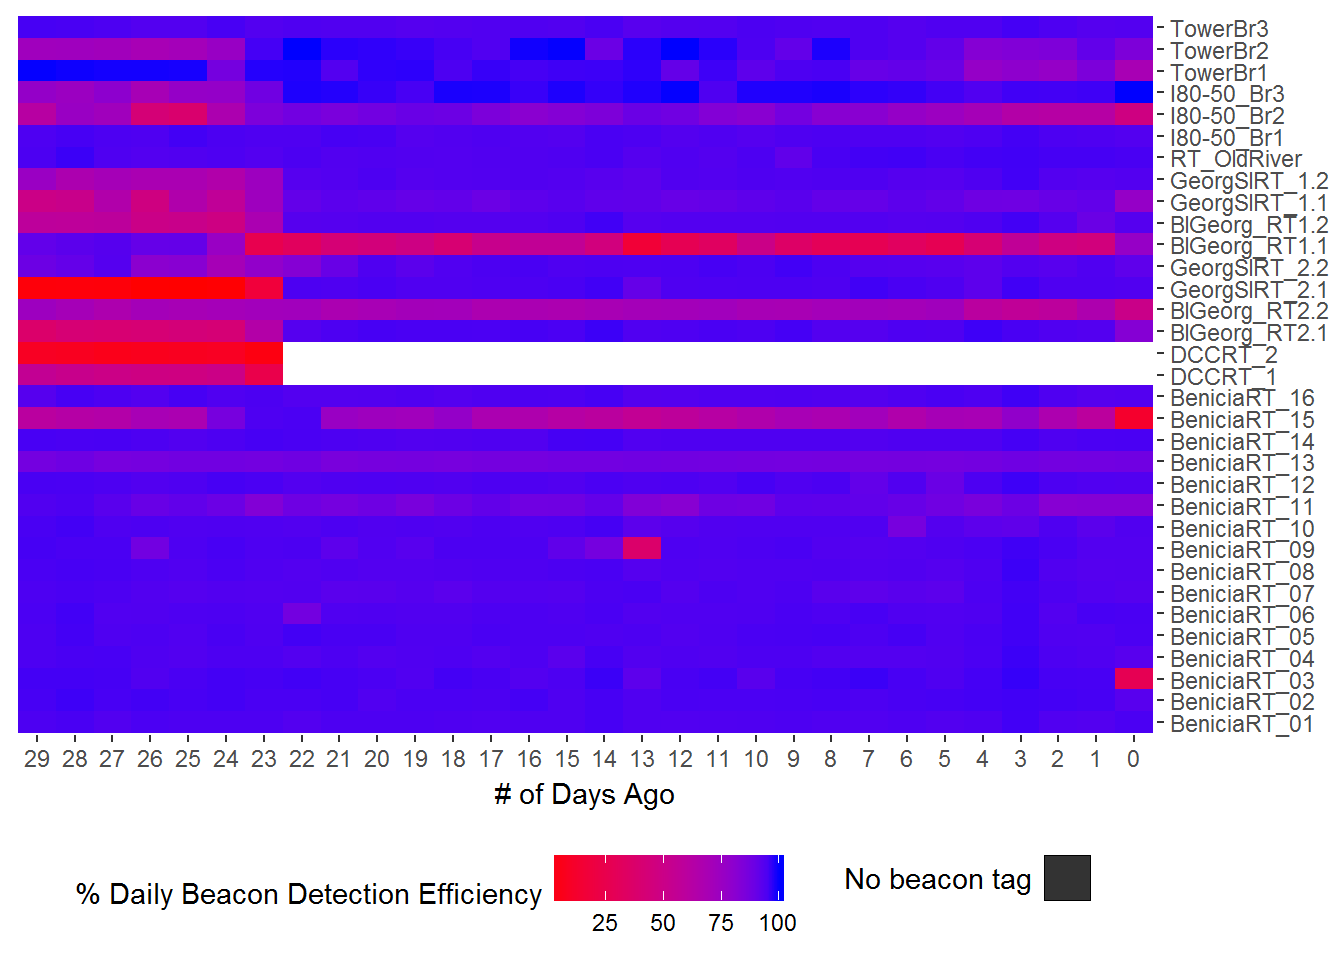 TowerBr3
TowerBr2
TowerBr1
I80-50_Br3
I80-50_Br2
I80-50_Br1
RT_OldRiver
GeorgSlRT_1.2
GeorgSlRT_1.1
BlGeorg_RT1.2
BlGeorg_RT1.1
GeorgSlRT_2.2
GeorgSlRT_2.1
BlGeorg_RT2.2
BlGeorg_RT2.1
DCCRT_2
DCCRT_1
BeniciaRT_16
BeniciaRT_15
BeniciaRT_14
BeniciaRT_13
BeniciaRT_12
BeniciaRT_11
BeniciaRT_10
BeniciaRT_09
BeniciaRT_08
BeniciaRT_07
BeniciaRT_06
BeniciaRT_05
BeniciaRT_04
BeniciaRT_03
BeniciaRT_02
BeniciaRT_01
29 28 27 26 25 24 23 22 21 20 19 18 17 16 15 14 13 12 11 10 9 8 7 6 5 4 3 2 1 0
# of Days Ago
% Daily Beacon Detection Efficiency
25 50 75 100
No beacon tag